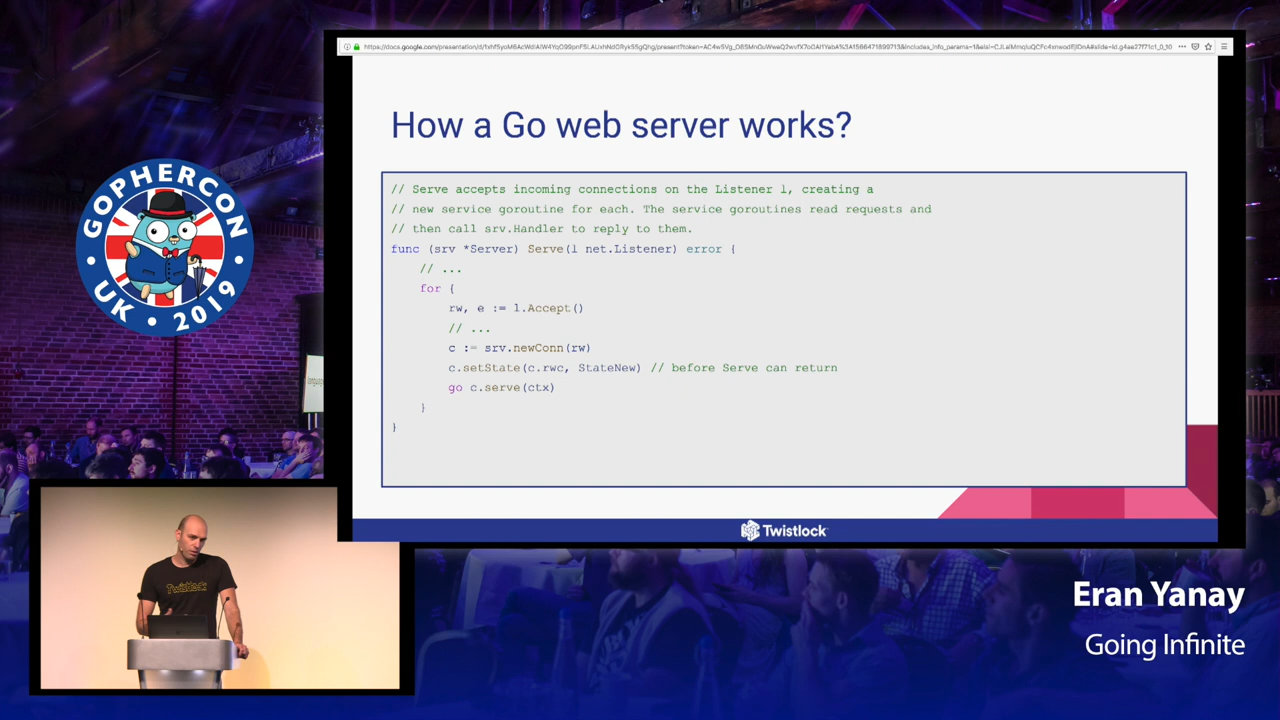 How a Go web server works?
// Serve accepts incoming connections on the Listener l, creating a
// new service goroutine for each. The service goroutines read requests and
// then call srv.Handler to reply to them.
func (srv *Server) Serve(l net.Listener) error {
// ...
for {
rw, e := l.Accept()
// ...
c := srv.newConn(rw)
c.setState(c.rwc, StateNew) // before Serve can return
go c.serve(ctx)
}
}
Twistlock
GOPHERCON
UK • 2019
Twistlock
Eran Yanay
Going Infinite